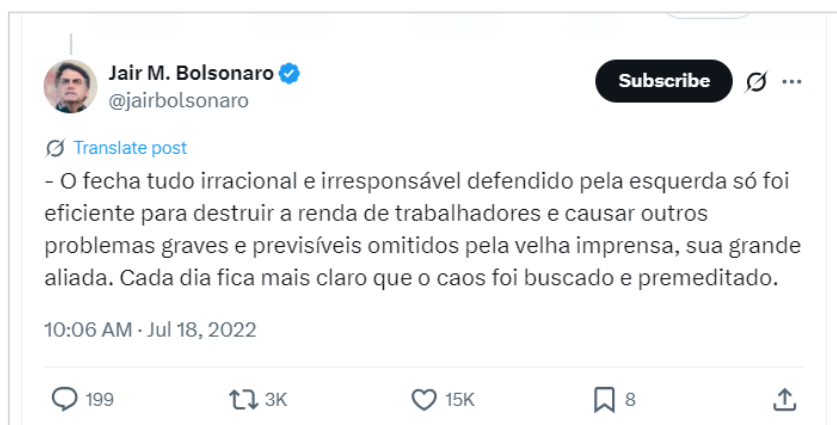 Jair M. Bolsonaro
@jairbolsonaro
Subscribe
Translate post
- O fecha tudo irracional e irresponsável defendido pela esquerda só foi
eficiente para destruir a renda de trabalhadores e causar outros
problemas graves e previsíveis omitidos pela velha imprensa, sua grande
aliada. Cada dia fica mais claro que o caos foi buscado e premeditado.
10:06 AM · Jul 18, 2022
199 3K 15K 8